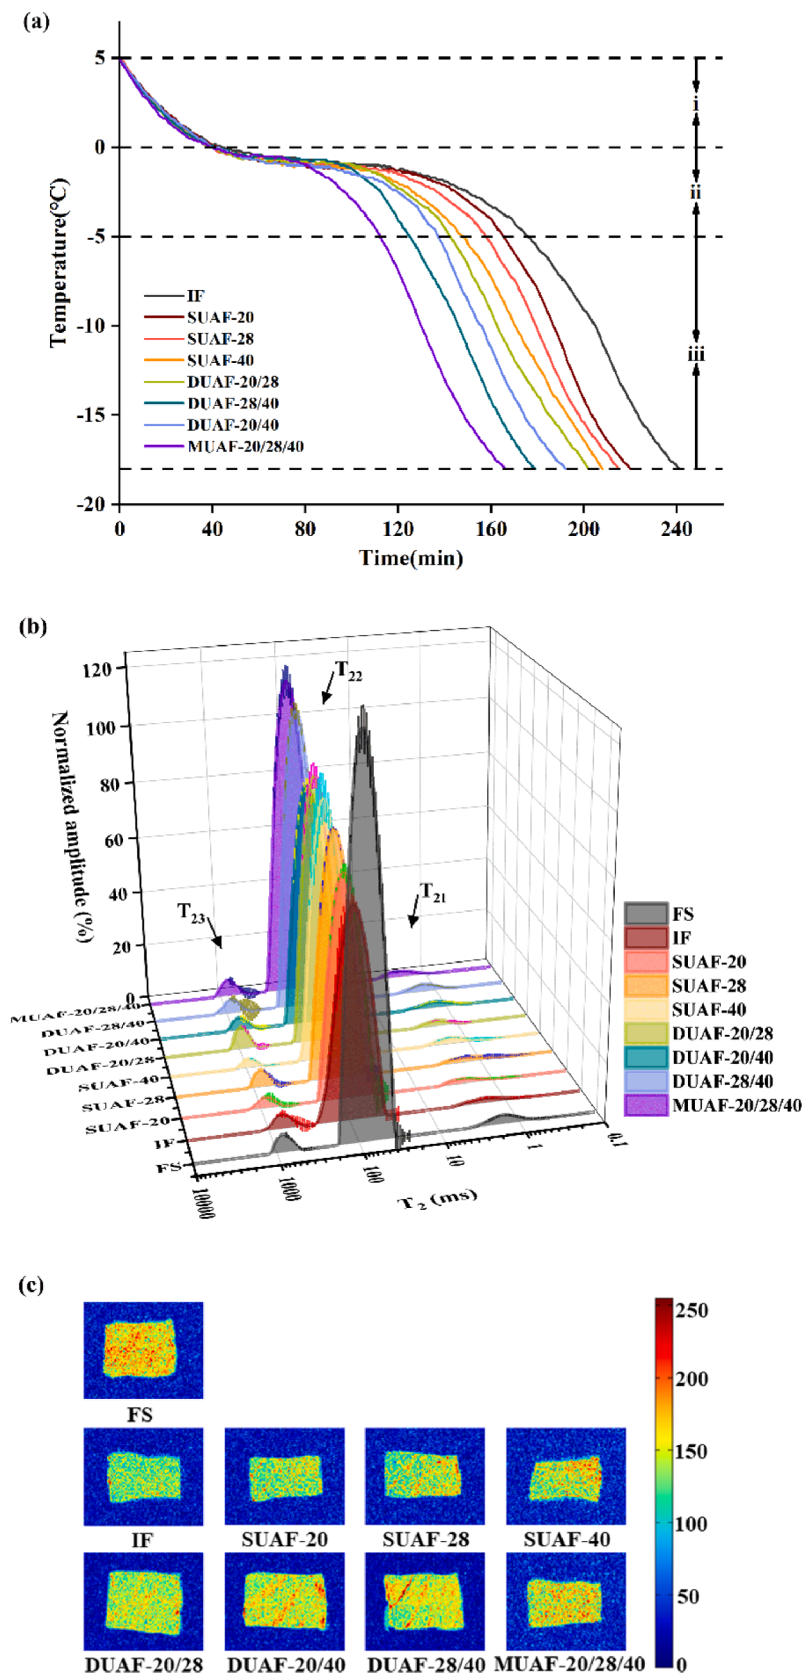 (a)
5
0
-5
-10
-15
-20
Temperature(°C)
i
ii
iii
IF
SUAF-20
SUAF-28
SUAF-40
DUAF-20/28
DUAF-28/40
DUAF-20/40
MUAF-20/28/40
0 40 80 120 160 200 240
Time(min)
(b)
120
100
80
60
40
20
0
Normalized amplitude (%)
T22
T21
T23
MUAF-20/28/40
DUAF-28/40
DUAF-20/40
DUAF-20/28
SUAF-40
SUAF-28
SUAF-20
IF
FS
10000 1000 100 10 1 0.1
T2 (ms)
FS
IF
SUAF-20
SUAF-28
SUAF-40
DUAF-20/28
DUAF-20/40
DUAF-28/40
MUAF-20/28/40
(c)
FS
IF SUAF-20 SUAF-28 SUAF-40
DUAF-20/28 DUAF-20/40 DUAF-28/40 MUAF-20/28/40
250
200
150
100
50
0